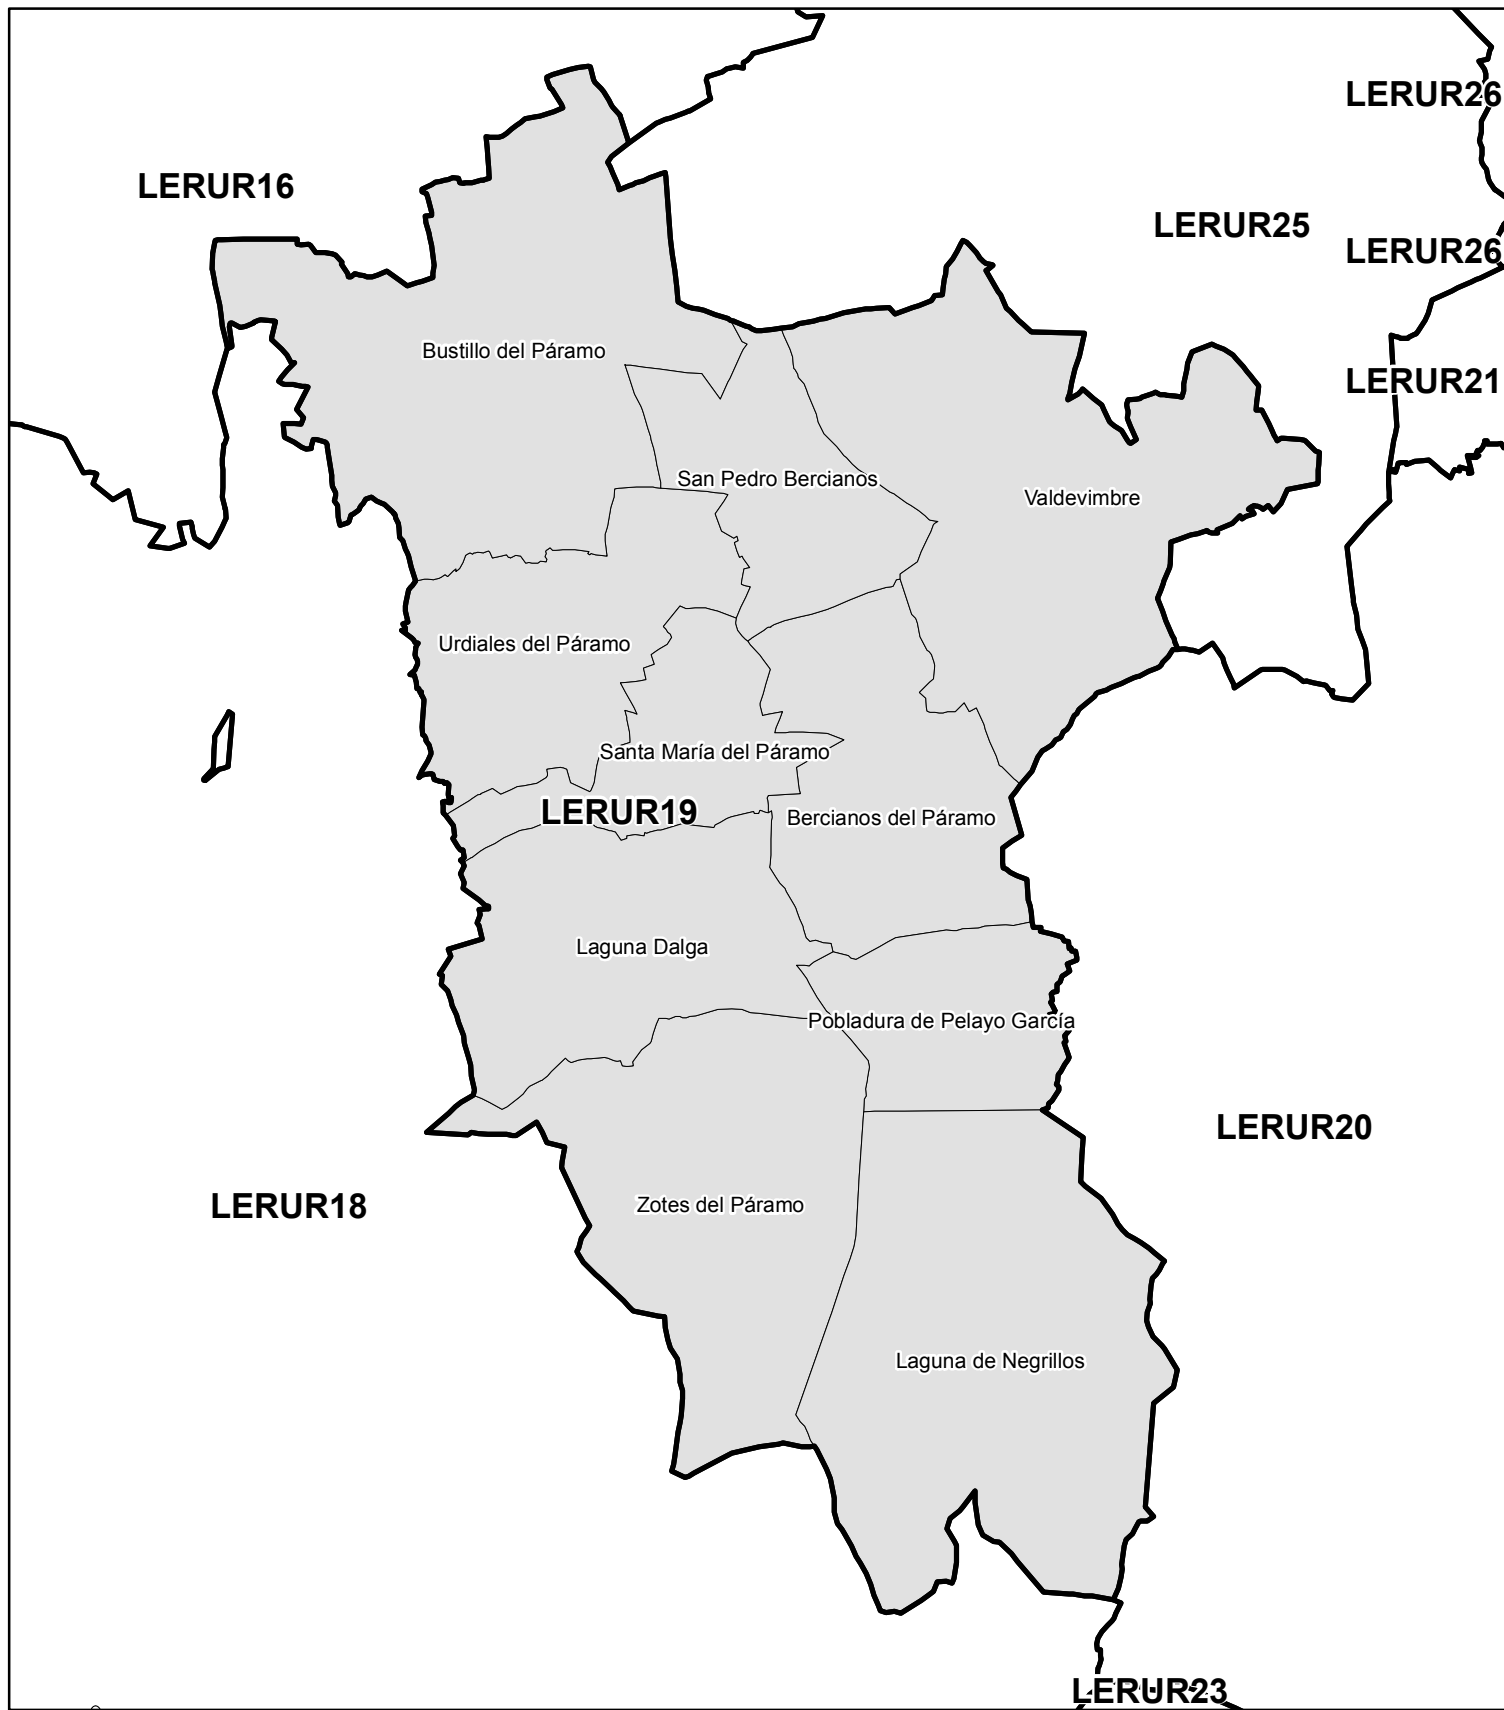 LERUR26
LERUR16
LERUR25
LERUR26
Bustillo del Páramo
LERUR21
San Pedro Bercianos
Valdevimbre
Urdiales del Páramo
Santa María del Páramo
LERUR19
Bercianos del Páramo
Laguna Dalga
Pobladura de Pelayo García
LERUR20
Zotes del Páramo
LERUR18
Laguna de Negrillos
LERUR23